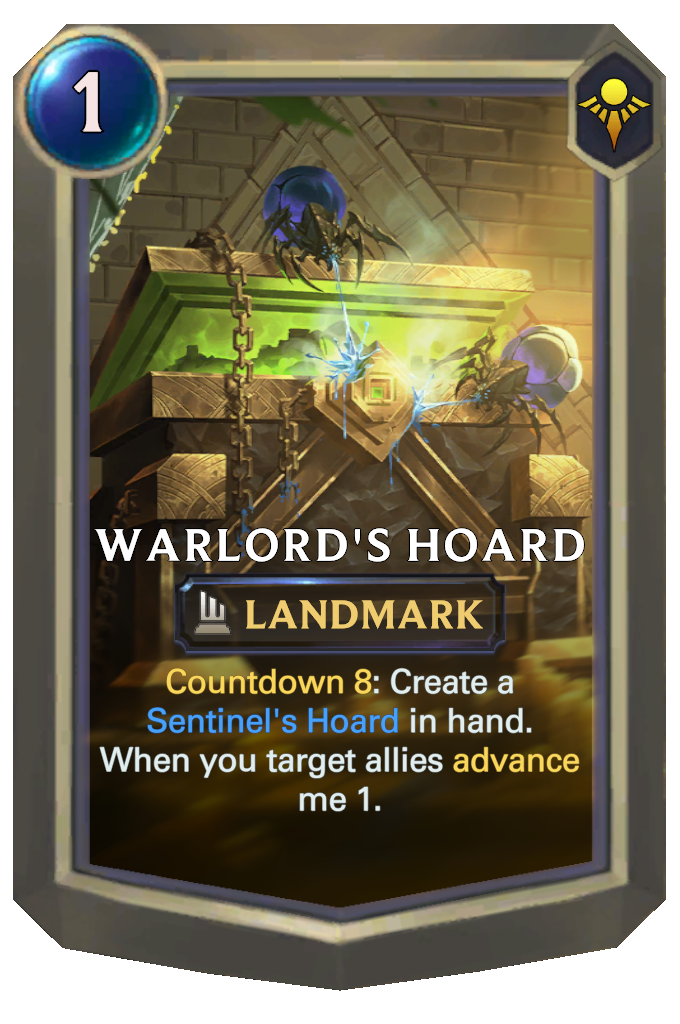 1
WARLORD'S HOARD
LANDMARK
Countdown 8: Create a
Sentinel's Hoard in hand.
When you target allies advance
me 1.